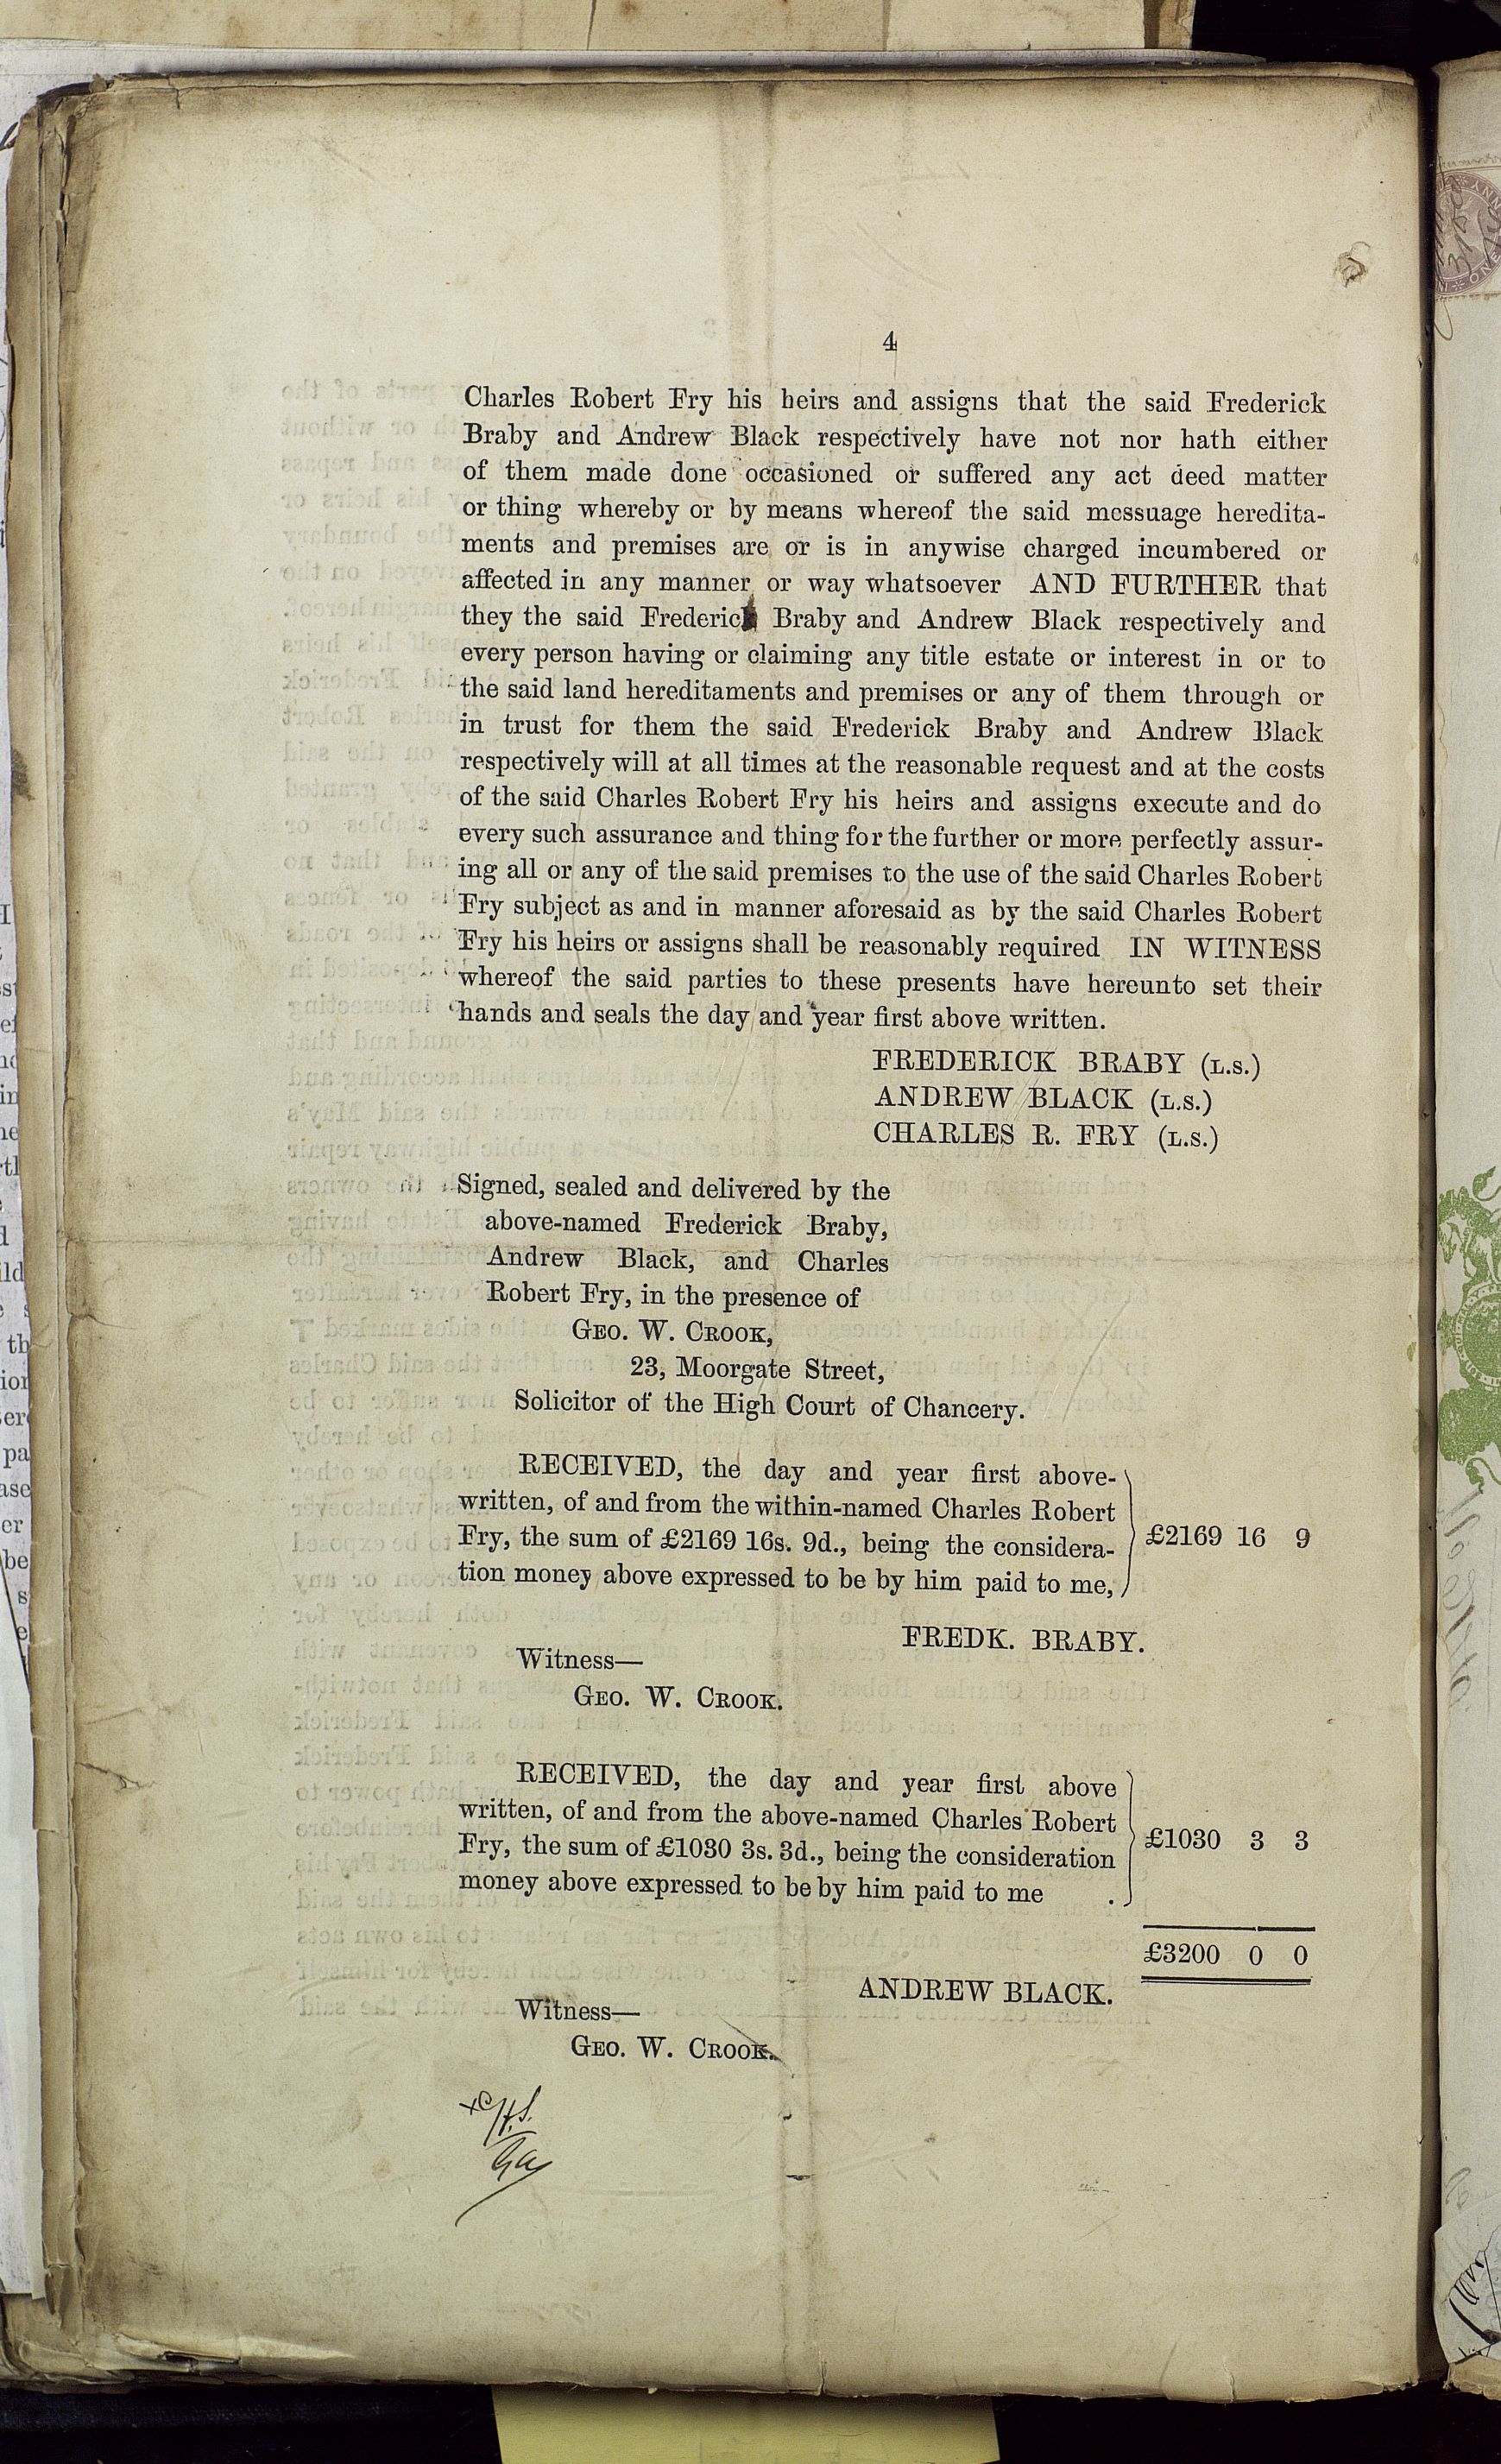 4
Charles Robert Fry his heirs and assigns that the said Frederick
Braby and Andrew Black respectively have not nor hath either
of them made done occasioned or suffered any act deed matter
or thing whereby or by means whereof the said messuage heredita-
ments and premises are or is in anywise charged incumbered or
affected in any manner or way whatsoever AND FURTHER that
they the said Frederick Braby and Andrew Black respectively and
every person having or claiming any title estate or interest in or to
the said land hereditaments and premises or any of them through or
in trust for them the said Frederick Braby and Andrew Black
respectively will at all times at the reasonable request and at the costs
of the said Charles Robert Fry his heirs and assigns execute and do
every such assurance and thing for the further or more perfectly assur-
ing all or any of the said premises to the use of the said Charles Robert
Fry subject as and in manner aforesaid as by the said Charles Robert
Fry his heirs or assigns shall be reasonably required IN WITNESS
whereof the said parties to these presents have hereunto set their
hands and seals the day and year first above written.
FREDERICK BRABY (L.S.)
ANDREW BLACK (L.S.)
CHARLES R. FRY (L.S.)
Signed, sealed and delivered by the
above-named Frederick Braby,
Andrew Black, and Charles
Robert Fry, in the presence of
GEO. W. CROOK,
23, Moorgate Street,
Solicitor of the High Court of Chancery.
RECEIVED, the day and year first above-
written, of and from the within-named Charles Robert
Fry, the sum of £2169 16s. 9d., being the considera-
tion money above expressed to be by him paid to me,
£2169 16 9
FREDK. BRABY.
Witness—
GEO. W. CROOK.
RECEIVED, the day and year first above
written, of and from the above-named Charles Robert
Fry, the sum of £1030 3s. 3d., being the consideration
money above expressed to be by him paid to me .
£1030 3 3
£3200 0 0
ANDREW BLACK.
Witness—
GEO. W. CROOK.